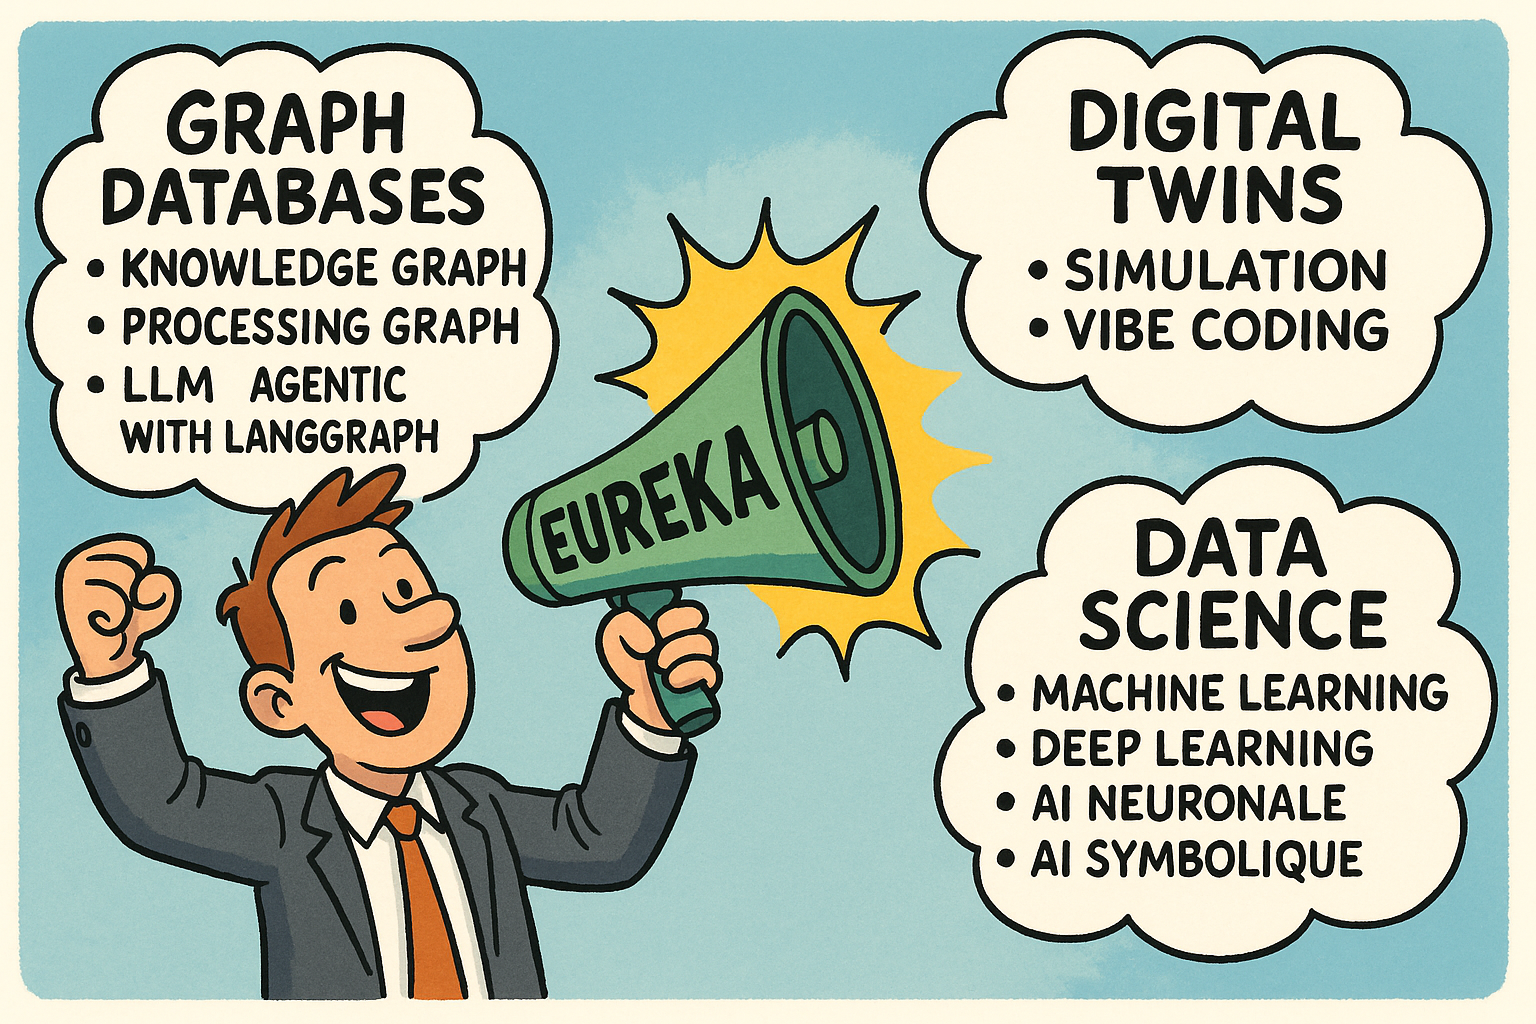 GRAPH
DATABASES
• KNOWLEDGE GRAPH
• PROCESSING GRAPH
• LLM AGENTIC
WITH LANGGRAPH
EUREKA
DIGITAL
TWINS
• SIMULATION
• VIBE CODING
DATA
SCIENCE
• MACHINE LEARNING
• DEEP LEARNING
• AI NEURONALE
• AI SYMBOLIQUE